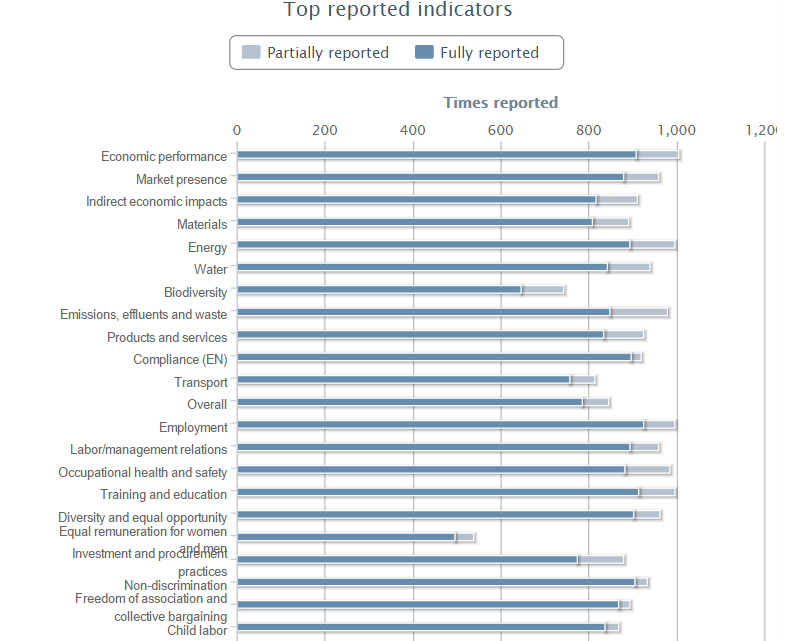 Top reported indicators
Partially reported
Fully reported
Times reported
0
200
400
600
800
1,000
1,20
Economic performance
Market presence
Indirect economic impacts
Materials
Energy
Water
Biodiversity
Emissions, effluents and waste
Products and services
Compliance (EN)
Transport
Overall
Employment
Labor/management relations
Occupational health and safety
Training and education
Diversity and equal opportunity
Equal remuneration for women
and men
Investment and procurement
practices
Non-discrimination
Freedom of association and
collective bargaining
Child labor